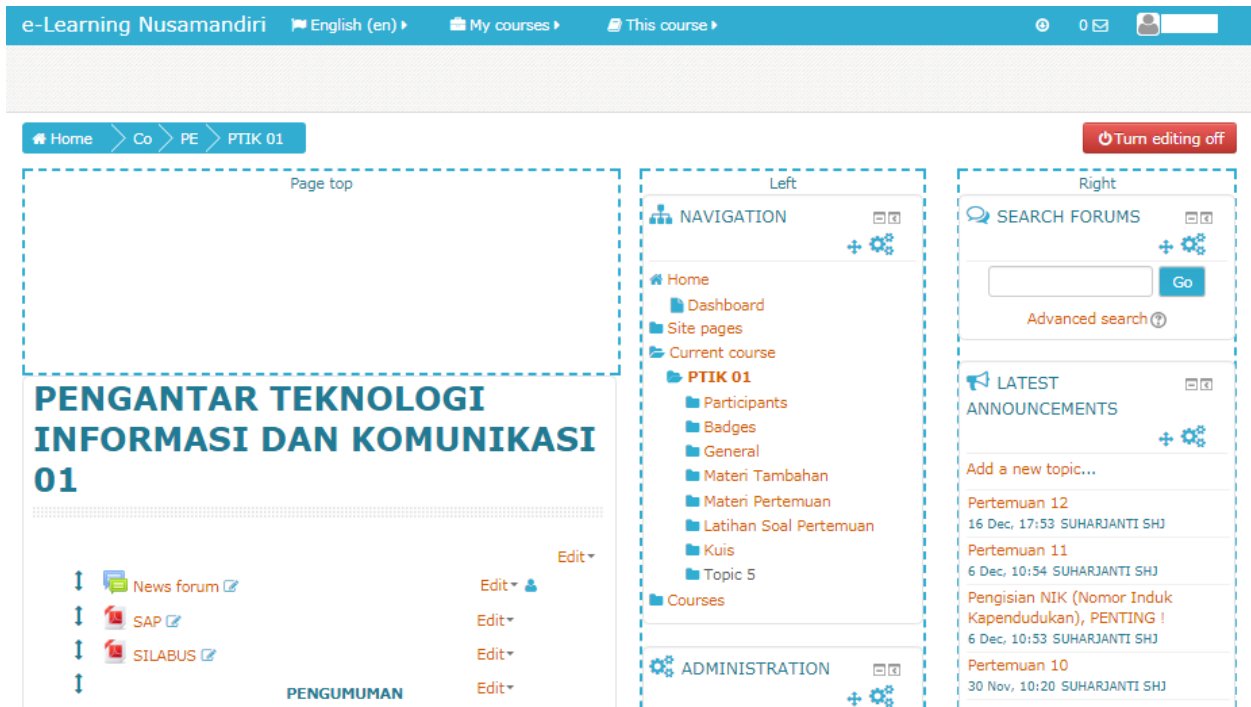 e-Learning Nusamandiri English (en) My courses This course 0
Home Co PE PTIK 01
Turn editing off
Page top
PENGANTAR TEKNOLOGI
INFORMASI DAN KOMUNIKASI
01
Edit
News forum Edit
SAP Edit
SILABUS Edit
PENGUMUMAN Edit
Left
NAVIGATION
Home
Dashboard
Site pages
Current course
PTIK 01
Participants
Badges
General
Materi Tambahan
Materi Pertemuan
Latihan Soal Pertemuan
Kuis
Topic 5
Courses
ADMINISTRATION
Right
SEARCH FORUMS
Go
Advanced search
LATEST
ANNOUNCEMENTS
Add a new topic...
Pertemuan 12
16 Dec, 17:53 SUHARJANTI SHJ
Pertemuan 11
6 Dec, 10:54 SUHARJANTI SHJ
Pengisian NIK (Nomor Induk
Kapendudukan), PENTING !
6 Dec, 10:53 SUHARJANTI SHJ
Pertemuan 10
30 Nov, 10:20 SUHARJANTI SHJ